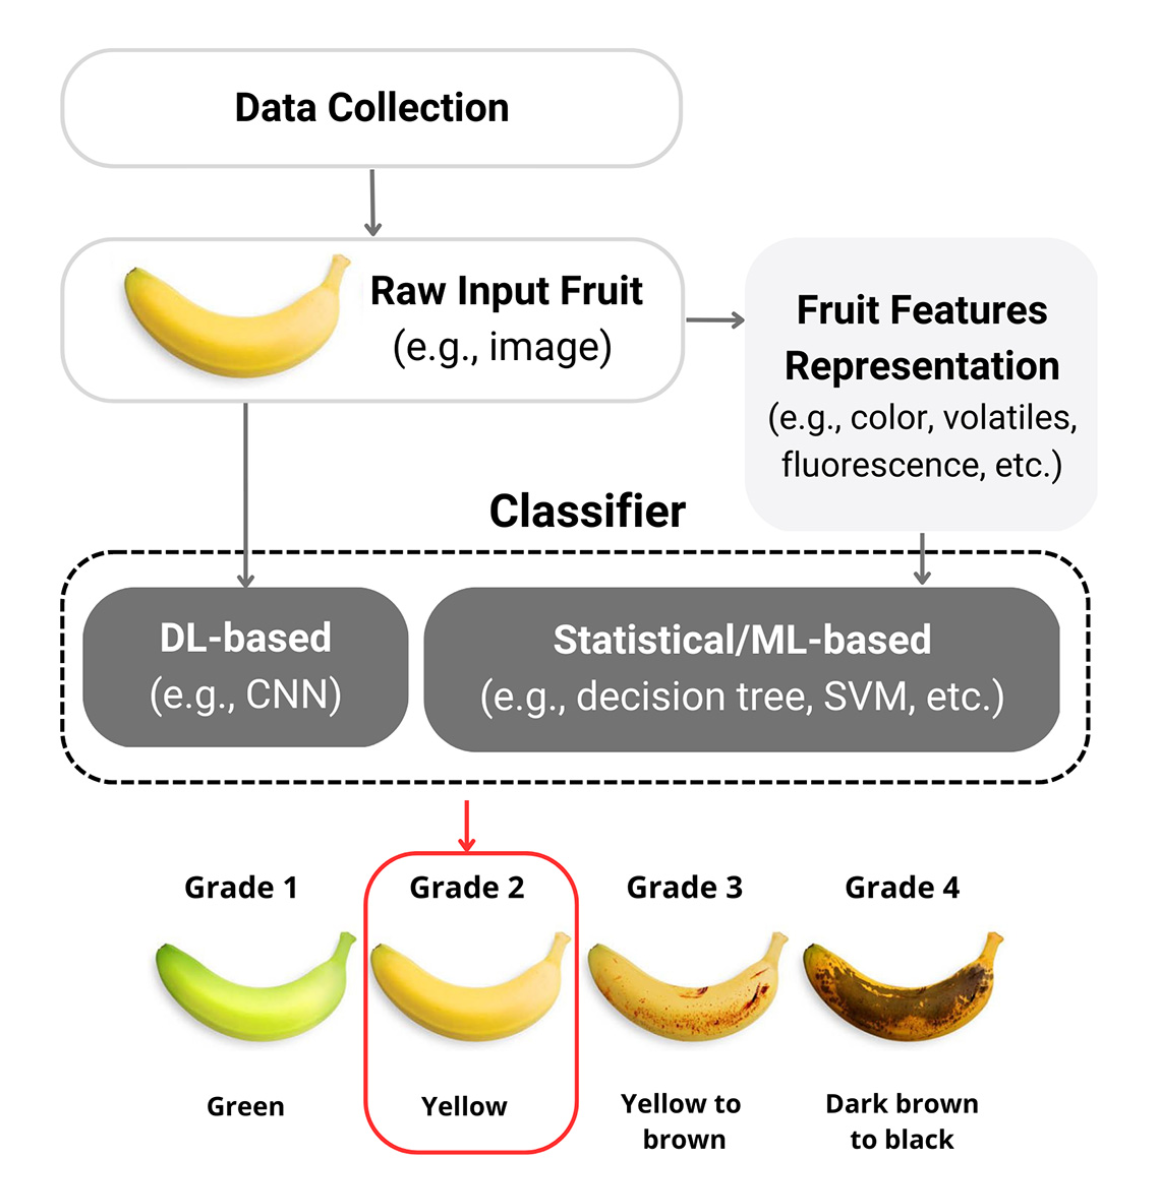 Data Collection
Raw Input Fruit
(e.g., image)
Fruit Features
Representation
(e.g., color, volatiles,
fluorescence, etc.)
Classifier
DL-based
(e.g., CNN)
Statistical/ML-based
(e.g., decision tree, SVM, etc.)
Grade 1
Grade 2
Grade 3
Grade 4
Green
Yellow
Yellow to
brown
Dark brown
to black